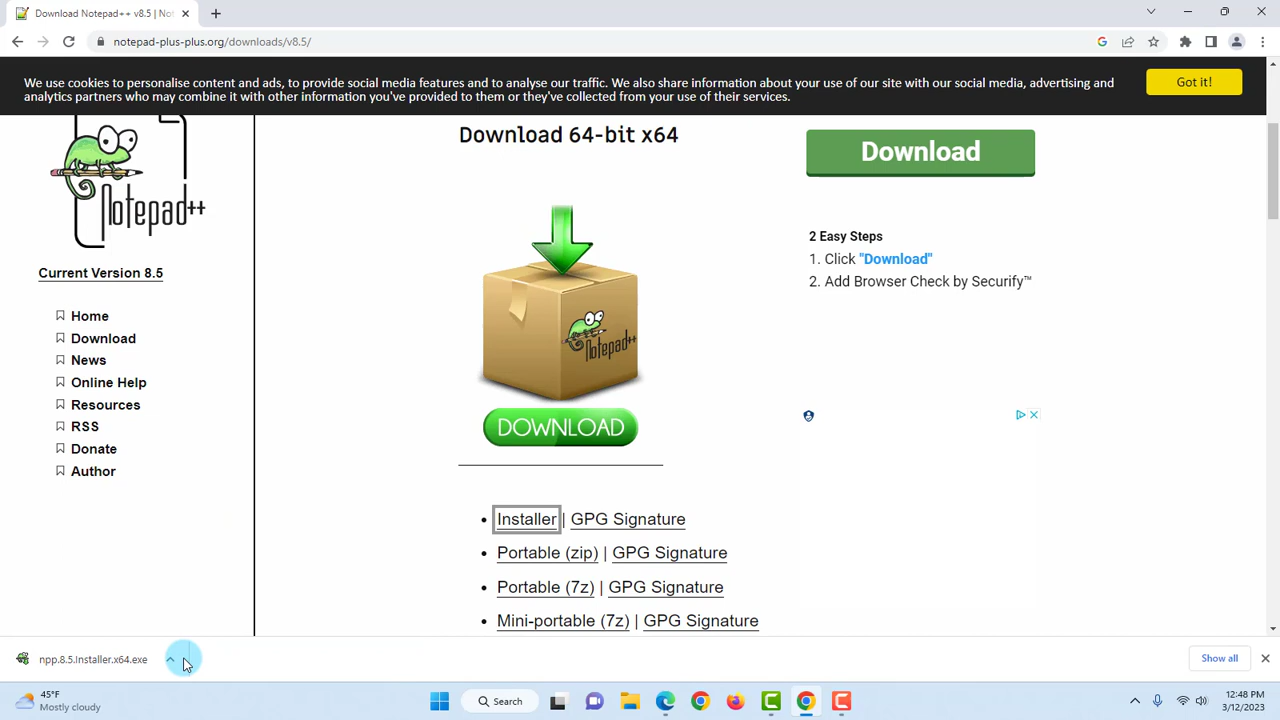 Download Notepad++ v8.5 | Not
notepad-plus-plus.org/downloads/v8.5/
We use cookies to personalise content and ads, to provide social media features and to analyse our traffic. We also share information about your use of our site with our social media, advertising and
analytics partners who may combine it with other information you've provided to them or they've collected from your use of their services.
Got it!
Notepad++
Current Version 8.5
Home
Download
News
Online Help
Resources
RSS
Donate
Author
Download 64-bit x64
Notepad++
DOWNLOAD
Installer | GPG Signature
Portable (zip) | GPG Signature
Portable (7z) | GPG Signature
Mini-portable (7z) | GPG Signature
Download
2 Easy Steps
1. Click "Download"
2. Add Browser Check by Securify™
npp.8.5.Installer.x64.exe
Show all
45°F
Mostly cloudy
Search
12:48 PM
3/12/2023